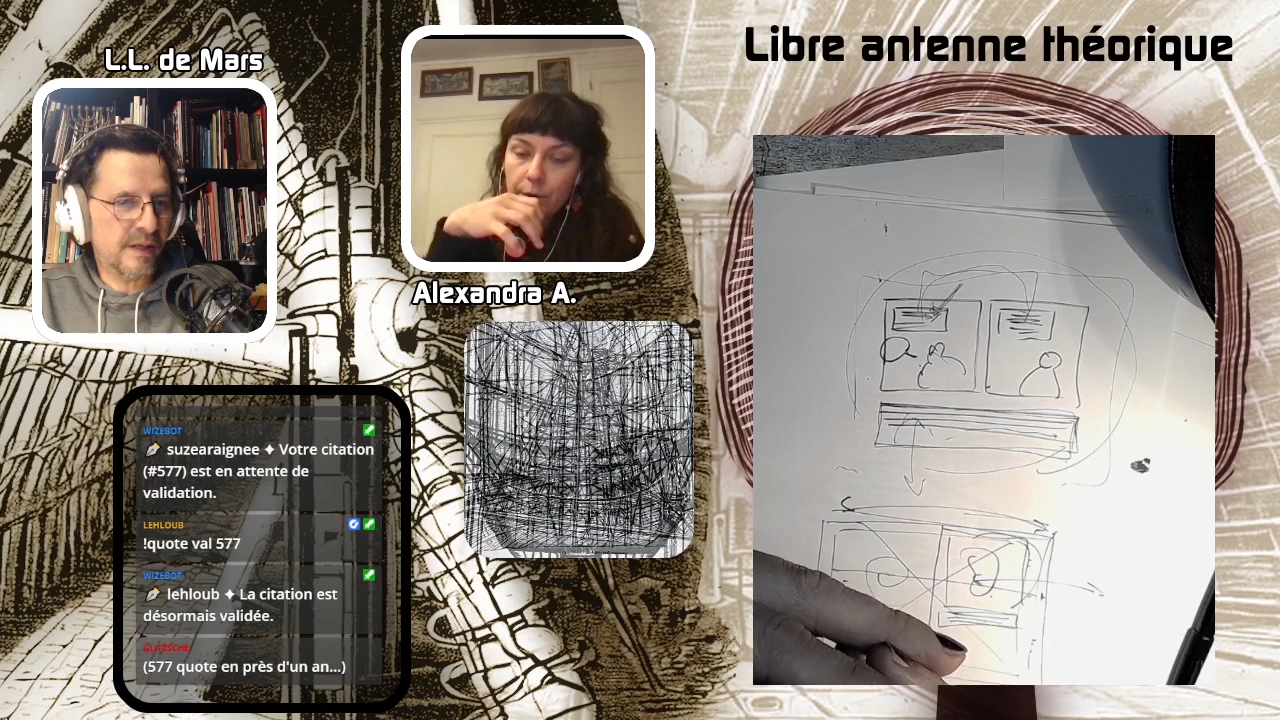 L.L. de Mars
Libre antenne théorique
Alexandra A.
WIZEBOT
suzearaignee ✦ Votre citation
(#577) est en attente de
validation.
LEHLOUB
!quote val 577
WIZEBOT
lehloub ✦ La citation est
désormais validée.
GLITZSCHE
(577 quote en près d'un an...)